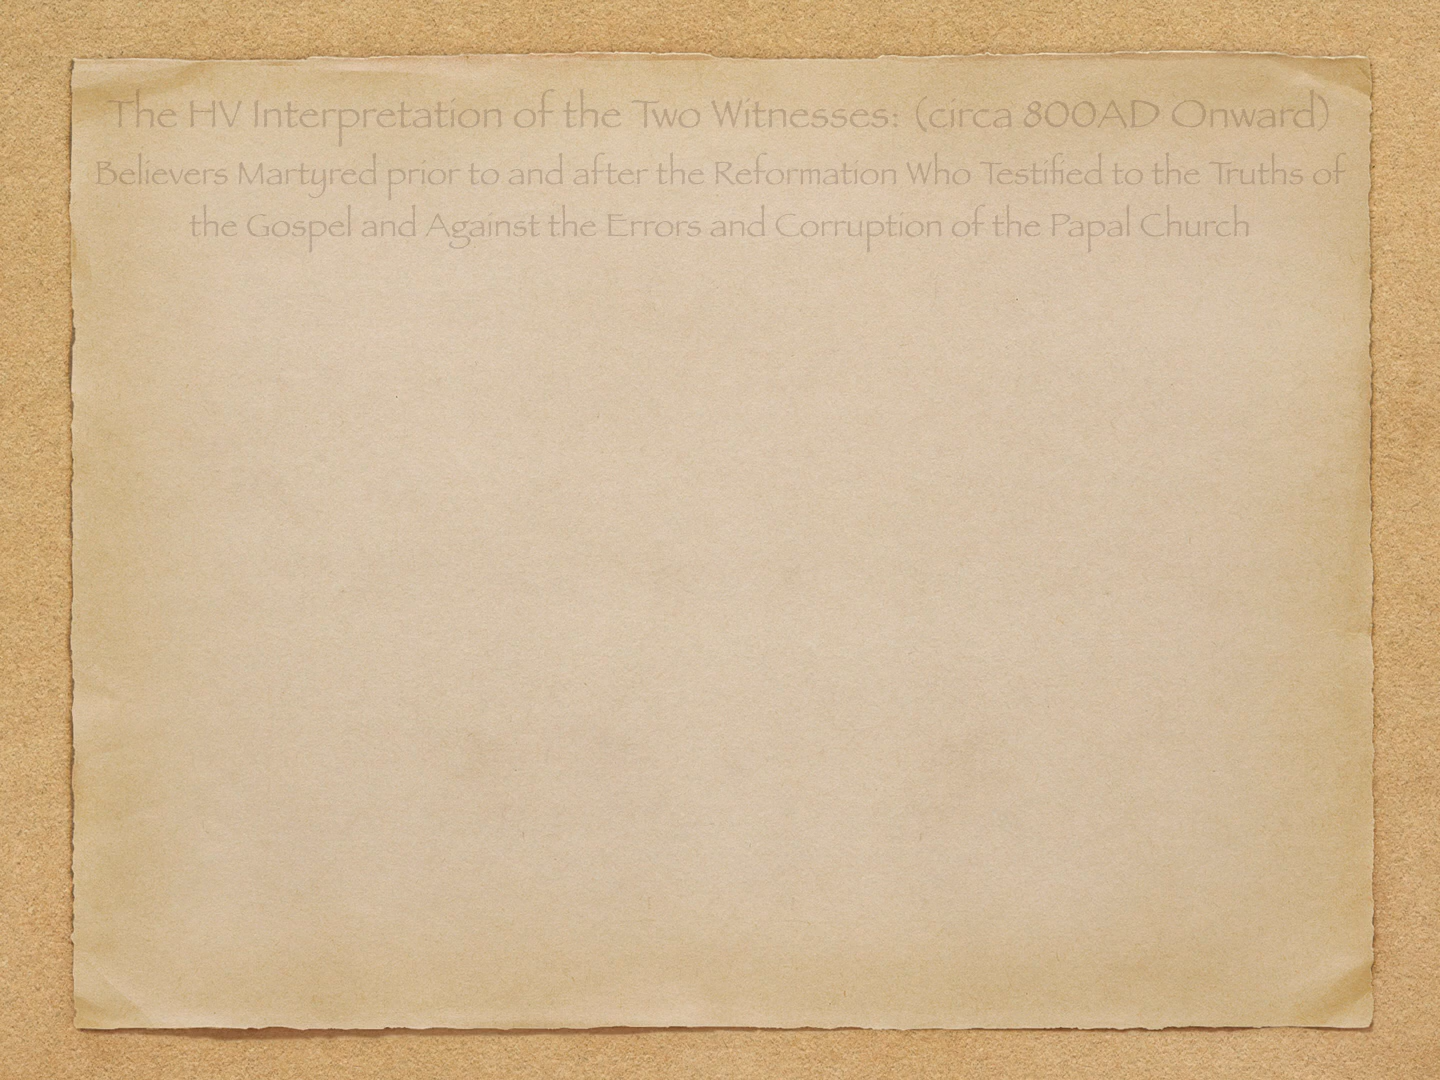 The HV Interpretation of the Two Witnesses: (circa 800AD Onward)
Believers Martyred prior to and after the Reformation Who Testified to the Truths of
the Gospel and Against the Errors and Corruption of the Papal Church